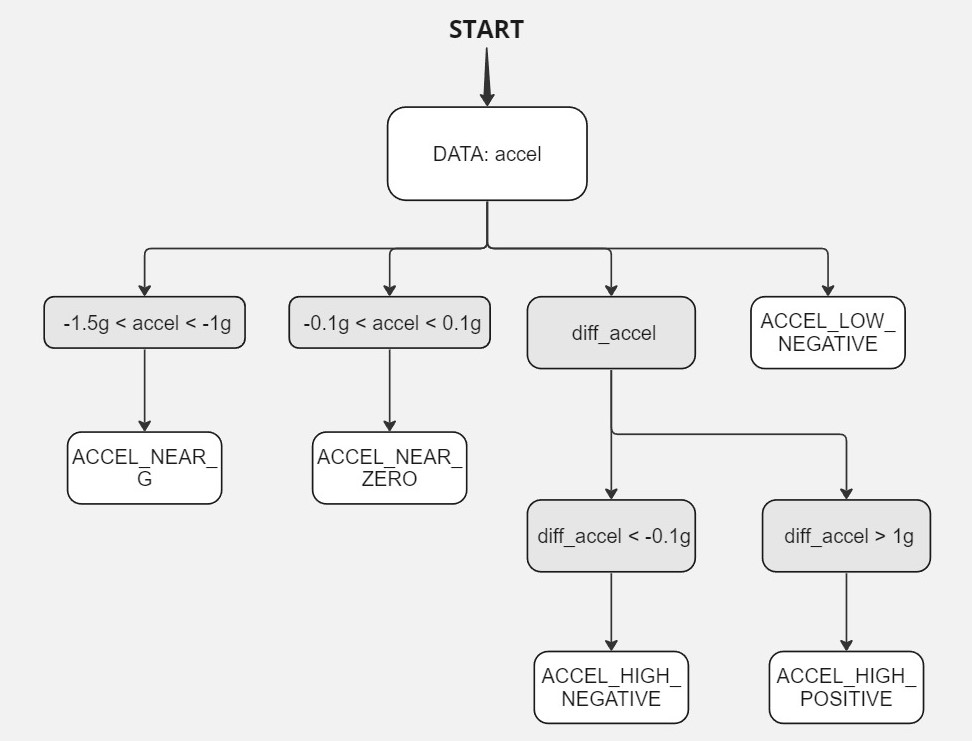 START
DATA: accel
-1.5g < accel < -1g
-0.1g < accel < 0.1g
diff_accel
ACCEL_LOW_
NEGATIVE
ACCEL_NEAR_
G
ACCEL_NEAR_
ZERO
diff_accel < -0.1g
diff_accel > 1g
ACCEL_HIGH_
NEGATIVE
ACCEL_HIGH_
POSITIVE